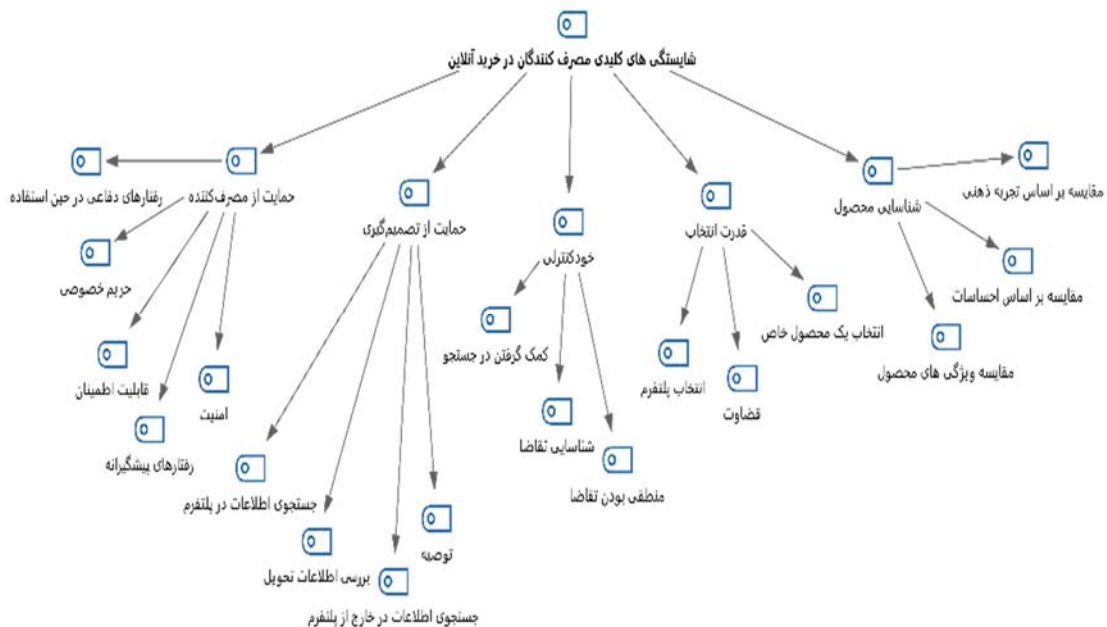 شایستگی های کلیدی مصرف کنندگان در خرید آنلاین
شناسایی محصول
مقایسه بر اساس تجربه ذهنی
مقایسه بر اساس احساسات
مقایسه ویژگی های محصول
قدرت انتخاب
انتخاب یک محصول خاص
قضاوت
انتخاب پلتفرم
خودکنترلی
کمک گرفتن در جستجو
شناسایی تقاضا
منطقی بودن تقاضا
حمایت از تصمیم‌گیری
جستجوی اطلاعات در پلتفرم
بررسی اطلاعات تحویل
جستجوی اطلاعات در خارج از پلتفرم
توصیه
حمایت از مصرف‌کننده
رفتارهای دفاعی در حین استفاده
حریم خصوصی
قابلیت اطمینان
رفتارهای پیشگیرانه
امنیت